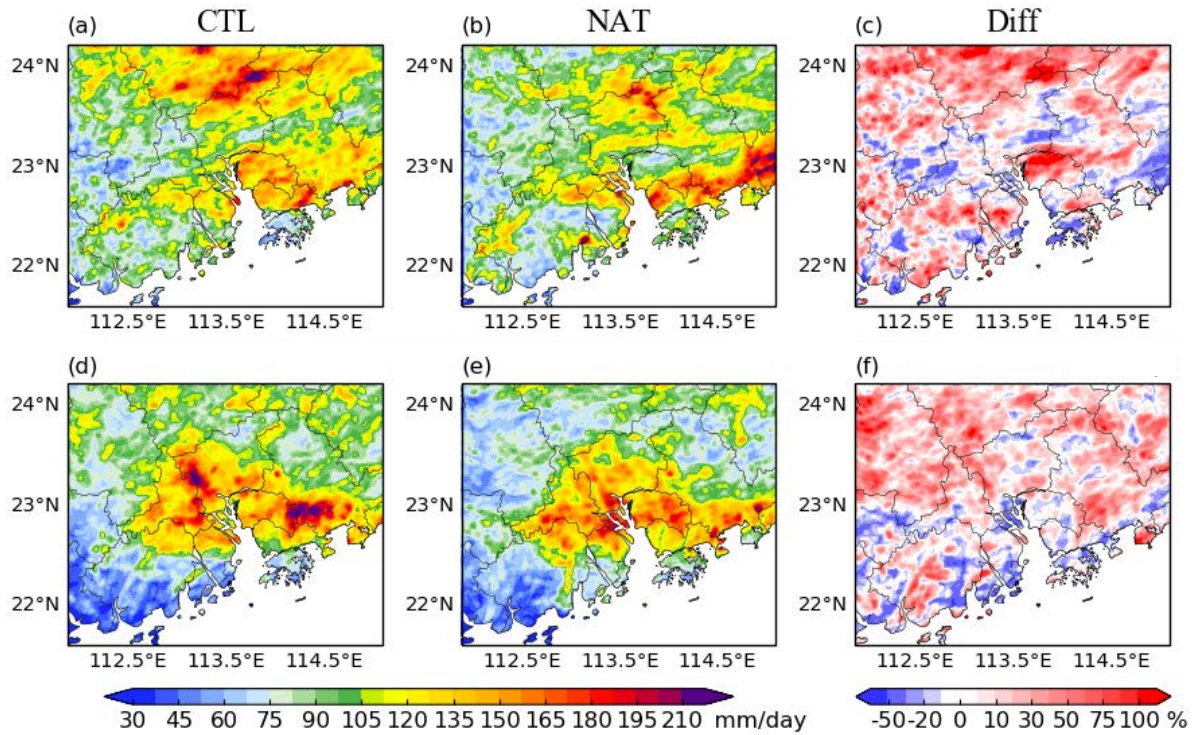 CTL NAT Diff
(a) (b) (c)
24°N 24°N 24°N
23°N 23°N 23°N
22°N 22°N 22°N
112.5°E 113.5°E 114.5°E 112.5°E 113.5°E 114.5°E 112.5°E 113.5°E 114.5°E
(d) (e) (f)
24°N 24°N 24°N
23°N 23°N 23°N
22°N 22°N 22°N
112.5°E 113.5°E 114.5°E 112.5°E 113.5°E 114.5°E 112.5°E 113.5°E 114.5°E
30 45 60 75 90 105 120 135 150 165 180 195 210 mm/day -50 -20 0 10 30 50 75 100 %